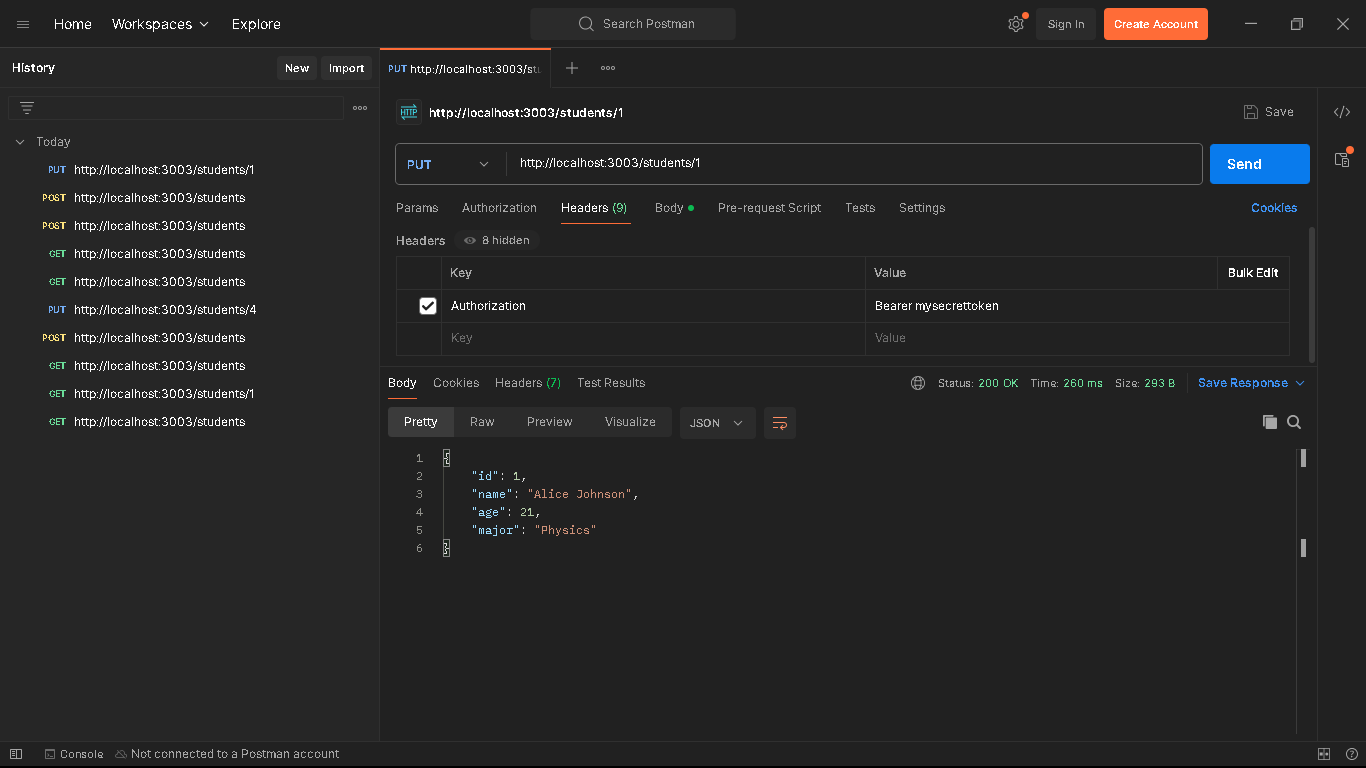 Home Workspaces Explore Search Postman Sign In Create Account
History New Import
PUT http://localhost:3003/stu
HTTP http://localhost:3003/students/1 Save
Today
PUT http://localhost:3003/students/1
POST http://localhost:3003/students
POST http://localhost:3003/students
GET http://localhost:3003/students
GET http://localhost:3003/students
PUT http://localhost:3003/students/4
POST http://localhost:3003/students
GET http://localhost:3003/students
GET http://localhost:3003/students/1
GET http://localhost:3003/students
PUT http://localhost:3003/students/1 Send
Params Authorization Headers (9) Body Pre-request Script Tests Settings Cookies
Headers 8 hidden
Key Value Bulk Edit
Authorization Bearer mysecrettoken
Key Value
Body Cookies Headers (7) Test Results Status: 200 OK Time: 260 ms Size: 293 B Save Response
Pretty Raw Preview Visualize JSON
1 {
2 "id": 1,
3 "name": "Alice Johnson",
4 "age": 21,
5 "major": "Physics"
6 }
Console Not connected to a Postman account